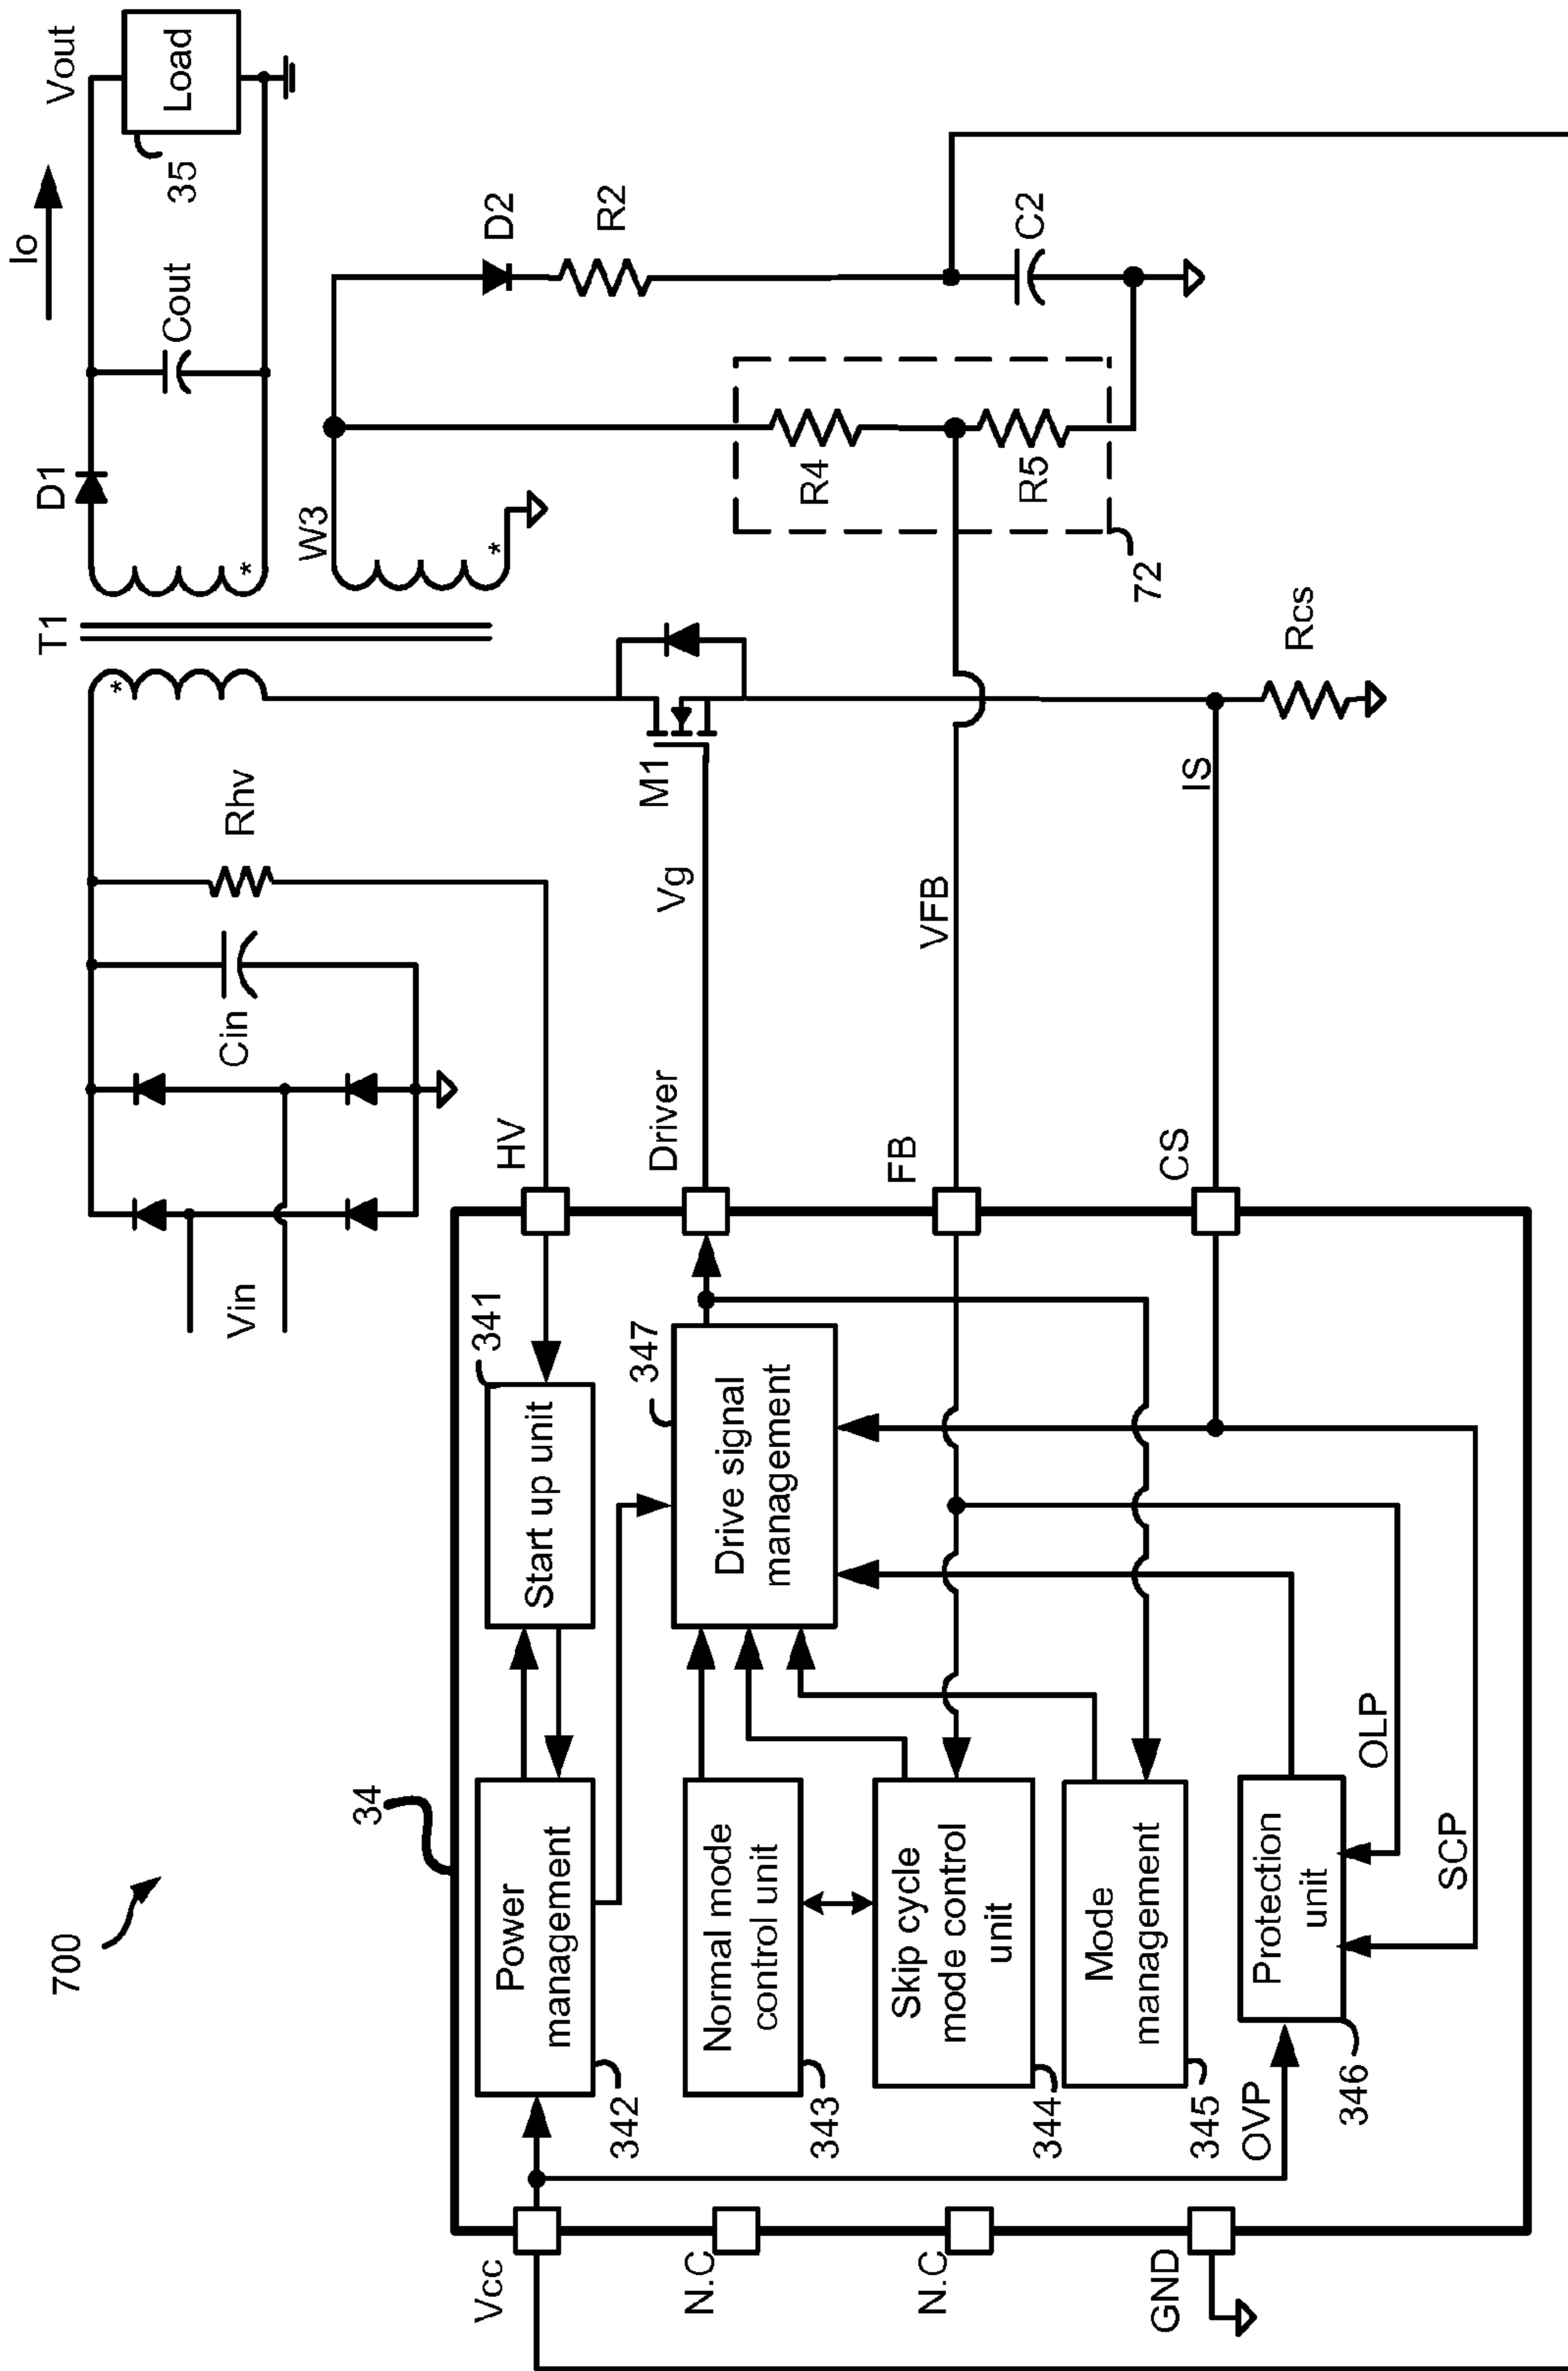 700
Vin
Cin
Rhv
T1
D1
Io
Cout
Vout
Load
35
W3
D2
R2
C2
R4
R5
72
M1
Vg
VFB
IS
Rcs
34
Vcc
N.C
N.C
GND
HV
Driver
FB
CS
Power
management
342
Start up unit
341
Normal mode
control unit
343
Drive signal
management
347
Skip cycle
mode control
unit
344
Mode
management
345
Protection
unit
346
OVP
OLP
SCP
*
*
*